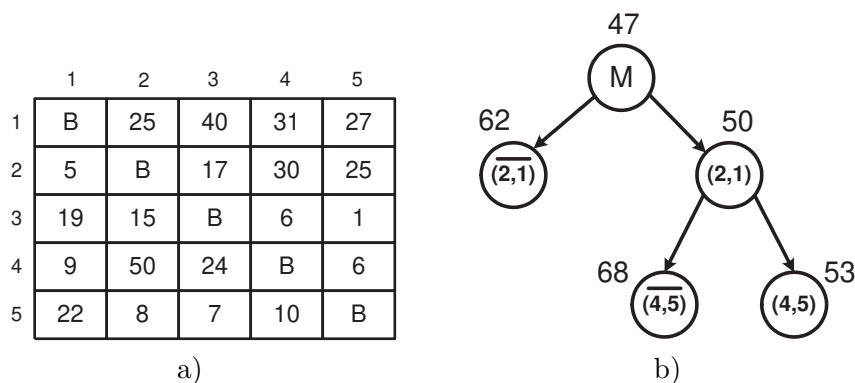 1 2 3 4 5
1 B 25 40 31 27
2 5 B 17 30 25
3 19 15 B 6 1
4 9 50 24 B 6
5 22 8 7 10 B
a)
47
M
62 50
(2,1) (2,1)
68 53
(4,5) (4,5)
b)